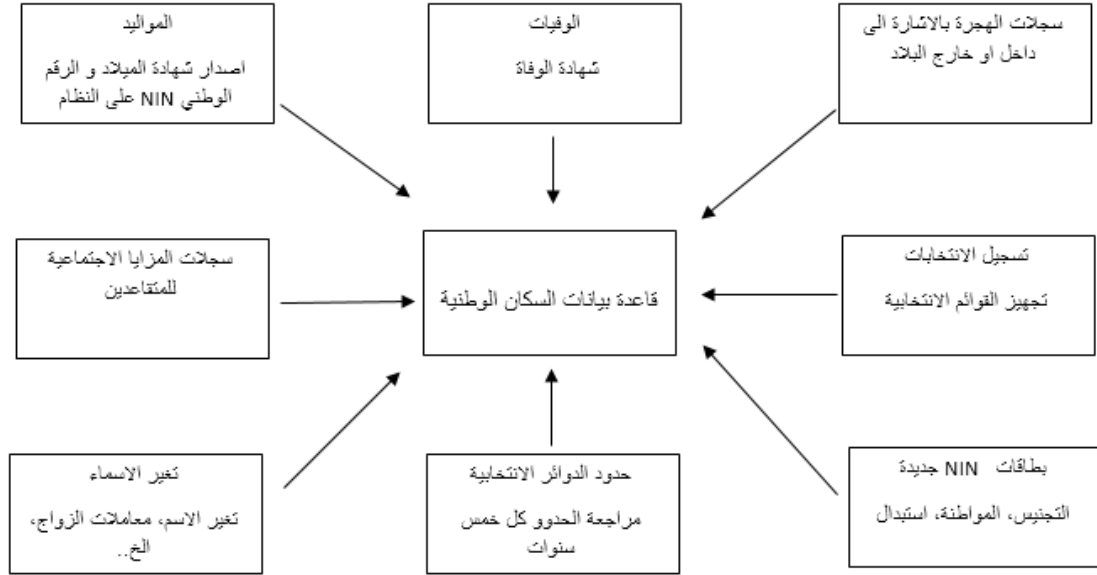 سجلات الهجرة بالاشارة الى
داخل او خارج البلاد
الوفيات
شهادة الوفاة
المواليد
اصدار شهادة الميلاد و الرقم
الوطني NIN على النظام
تسجيل الانتخابات
تجهيز القوائم الانتخابية
قاعدة بيانات السكان الوطنية
سجلات المزايا الاجتماعية
للمتقاعدين
بطاقات NIN جديدة
التجنيس، المواطنة، استبدال
حدود الدوائر الانتخابية
مراجعة الحدوو كل خمس
سنوات
تغير الاسماء
تغير الاسم، معاملات الزواج،
الخ..